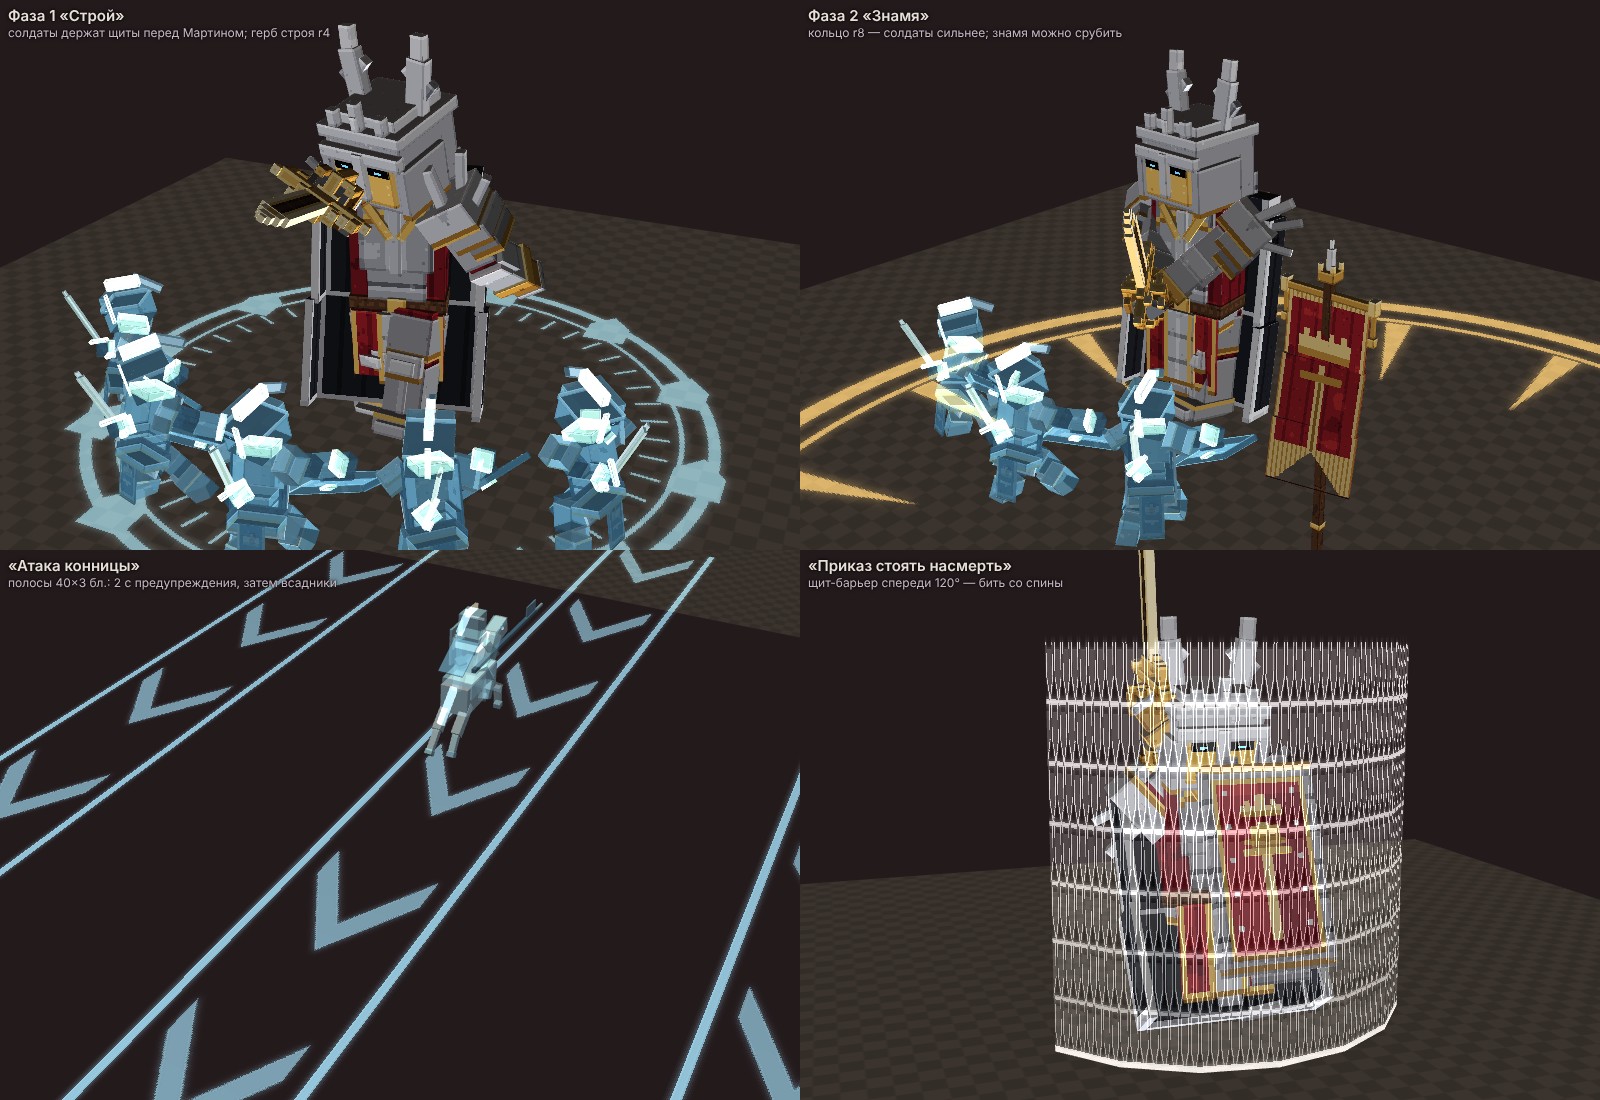 Фаза 1 «Строй»
солдаты держат щиты перед Мартином; герб строя r4
Фаза 2 «Знамя»
кольцо r8 — солдаты сильнее; знамя можно срубить
«Атака конницы»
полосы 40×3 бл.: 2 с предупреждения, затем всадники
«Приказ стоять насмерть»
щит-барьер спереди 120° — бить со спины